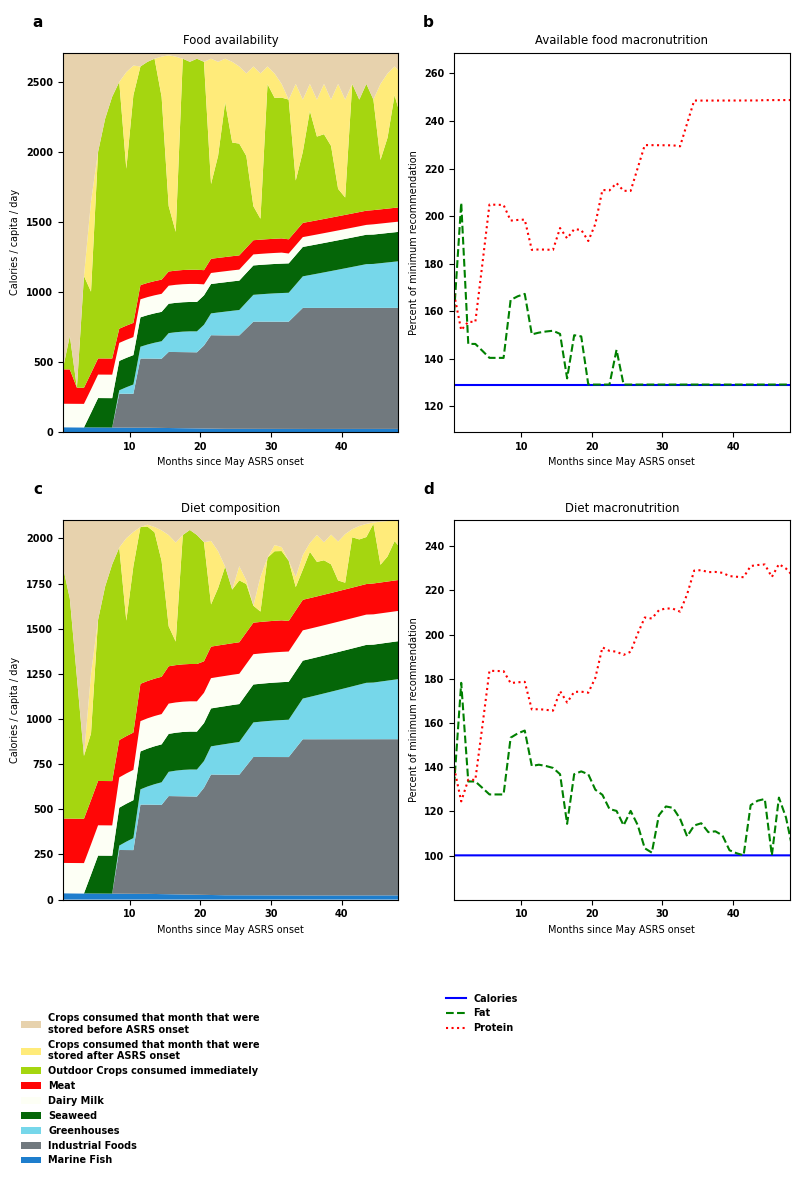 a
Food availability
Calories / capita / day
2500
2000
1500
1000
500
0
10
20
30
40
Months since May ASRS onset
b
Available food macronutrition
Percent of minimum recommendation
260
240
220
200
180
160
140
120
10
20
30
40
Months since May ASRS onset
c
Diet composition
Calories / capita / day
2000
1750
1500
1250
1000
750
500
250
0
10
20
30
40
Months since May ASRS onset
d
Diet macronutrition
Percent of minimum recommendation
240
220
200
180
160
140
120
100
10
20
30
40
Months since May ASRS onset
Crops consumed that month that were
stored before ASRS onset
Crops consumed that month that were
stored after ASRS onset
Outdoor Crops consumed immediately
Meat
Dairy Milk
Seaweed
Greenhouses
Industrial Foods
Marine Fish
Calories
Fat
Protein